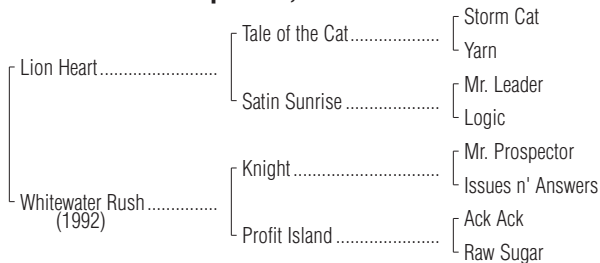 Storm Cat
Tale of the Cat....................
Yarn
Lion Heart..........................
Mr. Leader
Satin Sunrise.....................
Logic
Mr. Prospector
Knight................................
Issues n' Answers
Whitewater Rush...............
(1992)
Ack Ack
Profit Island.......................
Raw Sugar